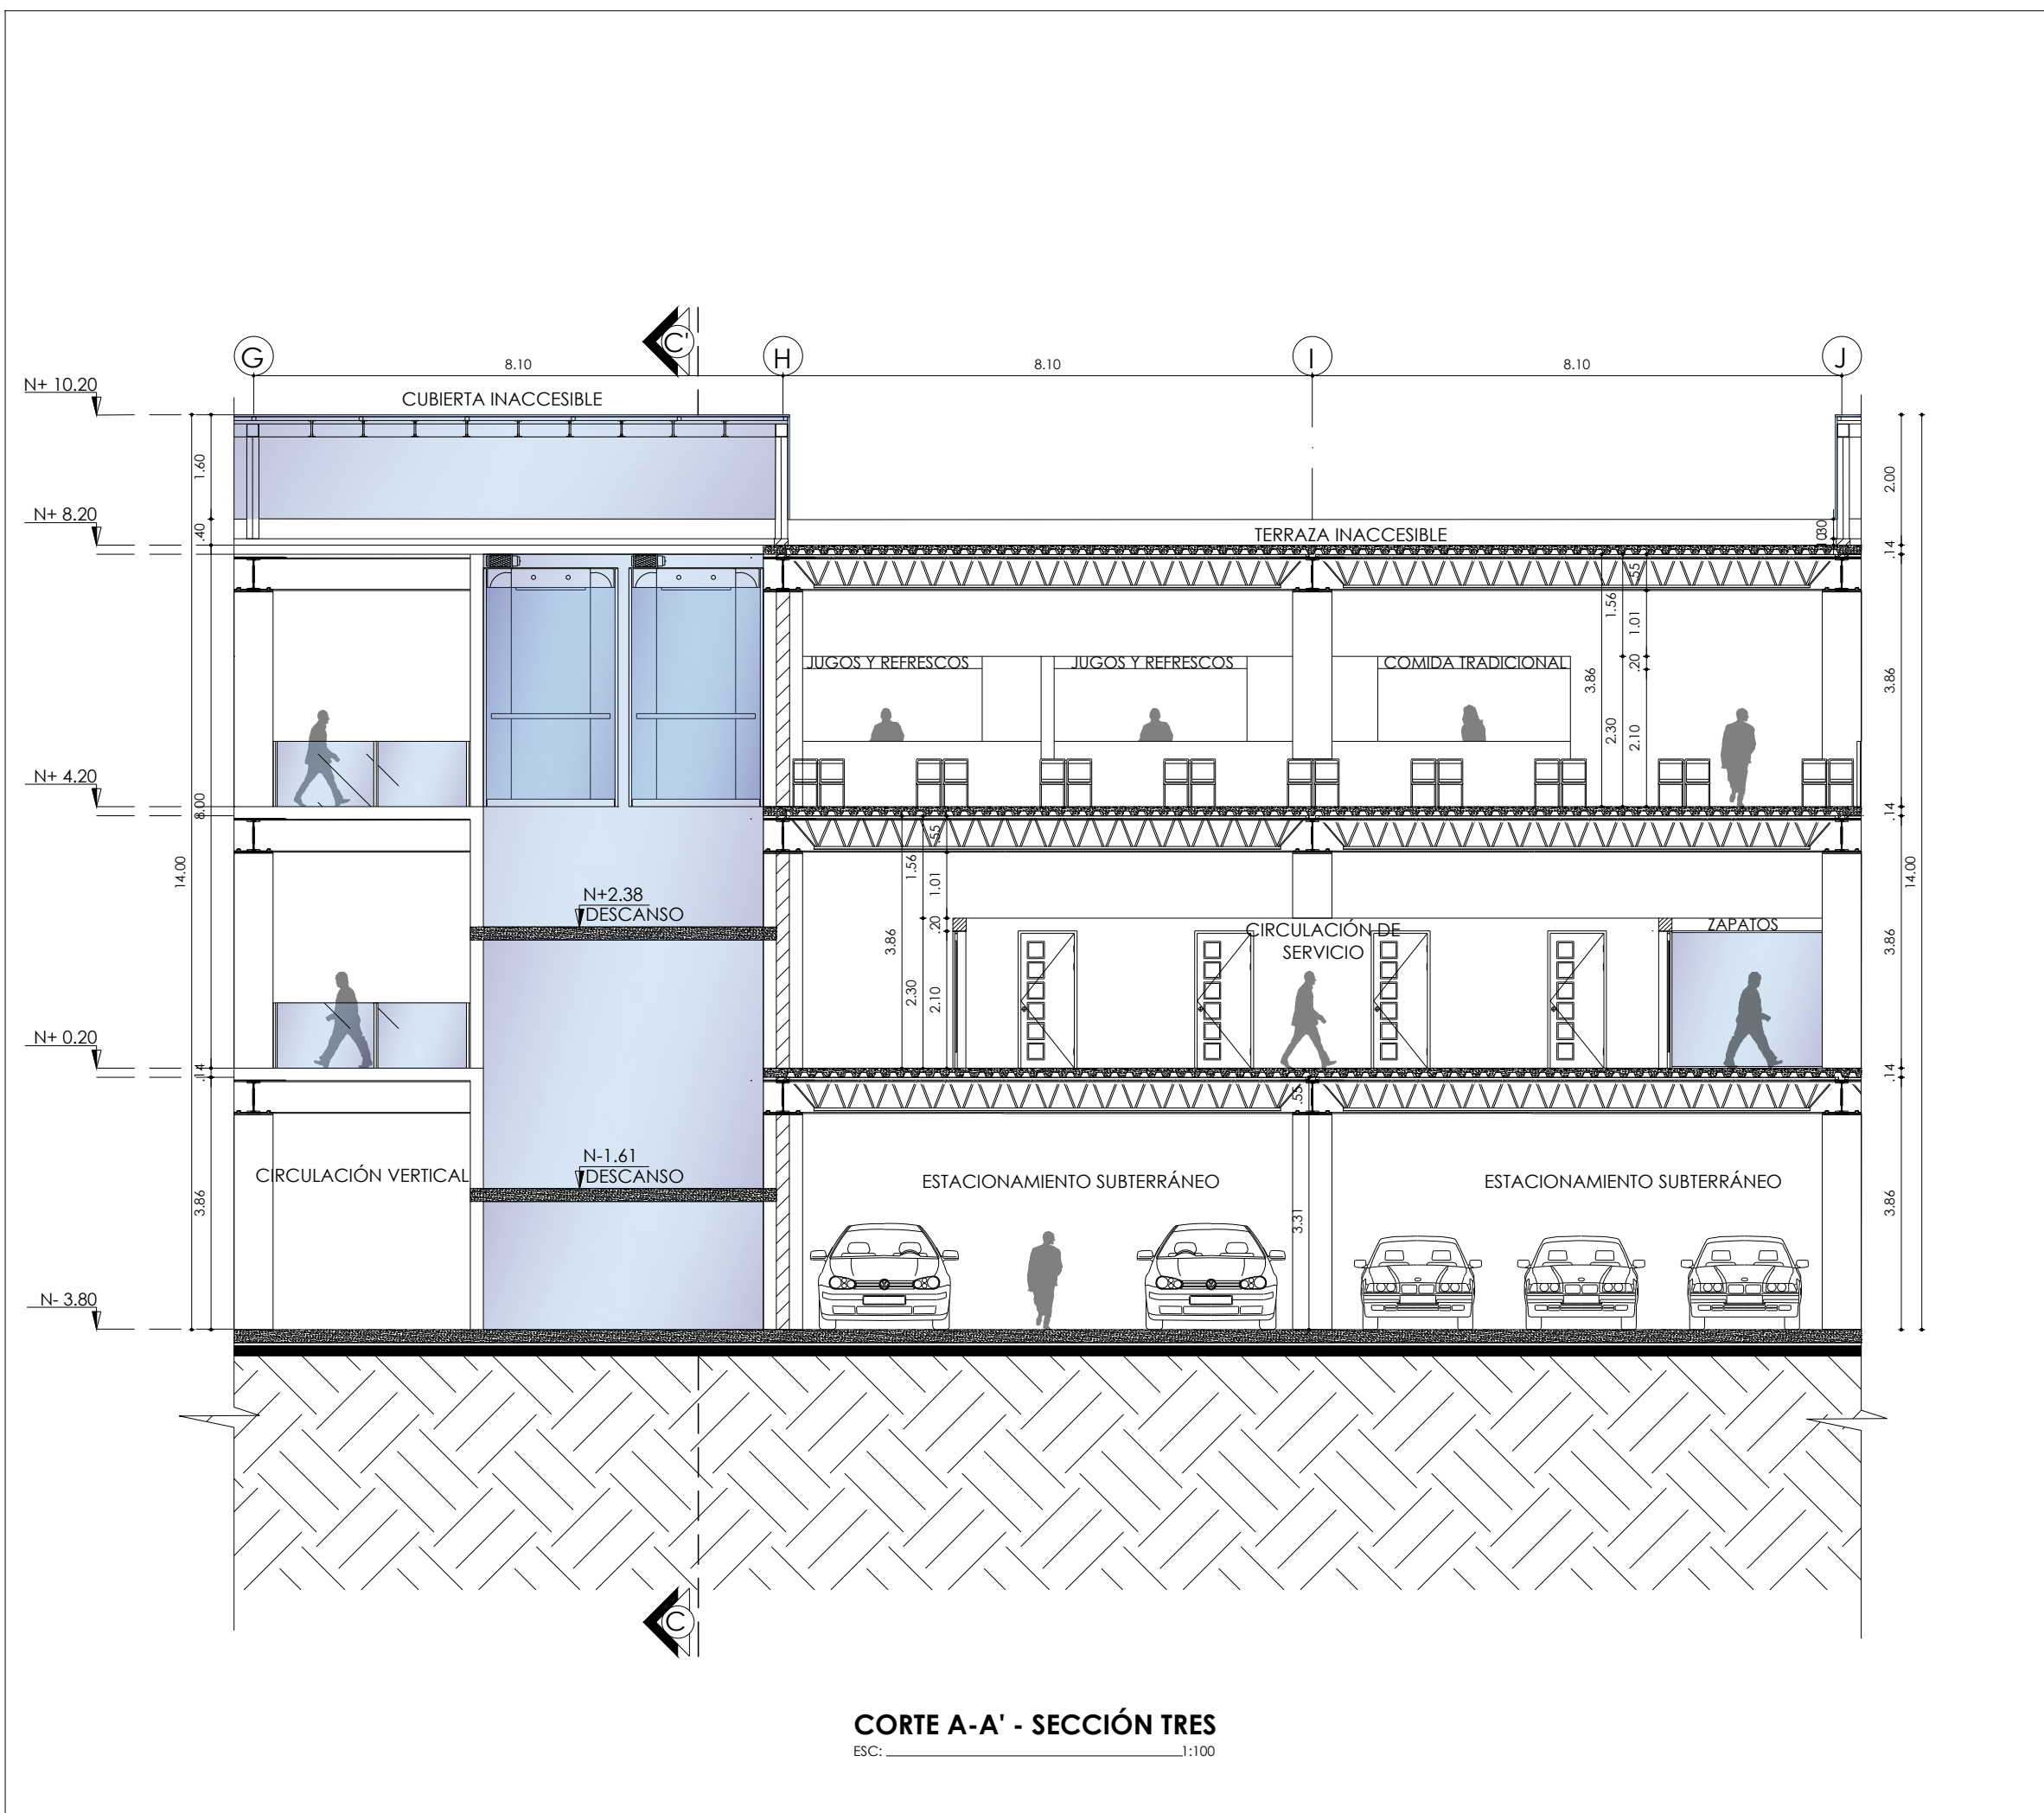 C'
G
H
I
J
8.10
8.10
8.10
N+ 10.20
CUBIERTA INACCESIBLE
1.60
2.00
N+ 8.20
.40
TERRAZA INACCESIBLE
.14
.55
1.56
1.01
JUGOS Y REFRESCOS
JUGOS Y REFRESCOS
COMIDA TRADICIONAL
.20
3.86
3.86
2.30
2.10
N+ 4.20
8.00
.14
.55
1.56
1.01
14.00
14.00
N+2.38
DESCANSO
.20
3.86
CIRCULACIÓN DE
SERVICIO
ZAPATOS
3.86
2.30
2.10
N+ 0.20
.14
.14
.55
N-1.61
DESCANSO
CIRCULACIÓN VERTICAL
ESTACIONAMIENTO SUBTERRÁNEO
ESTACIONAMIENTO SUBTERRÁNEO
3.86
3.31
3.86
N- 3.80
C
CORTE A-A' - SECCIÓN TRES
ESC: 1:100